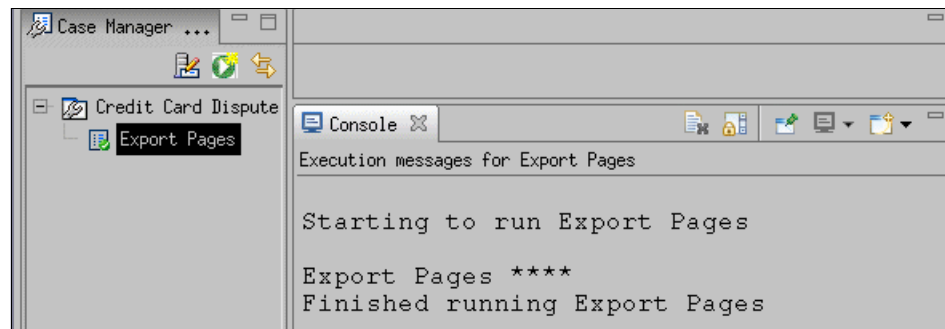 Case Manager ...
Credit Card Dispute
Export Pages
Console
Execution messages for Export Pages
Starting to run Export Pages
Export Pages ****
Finished running Export Pages